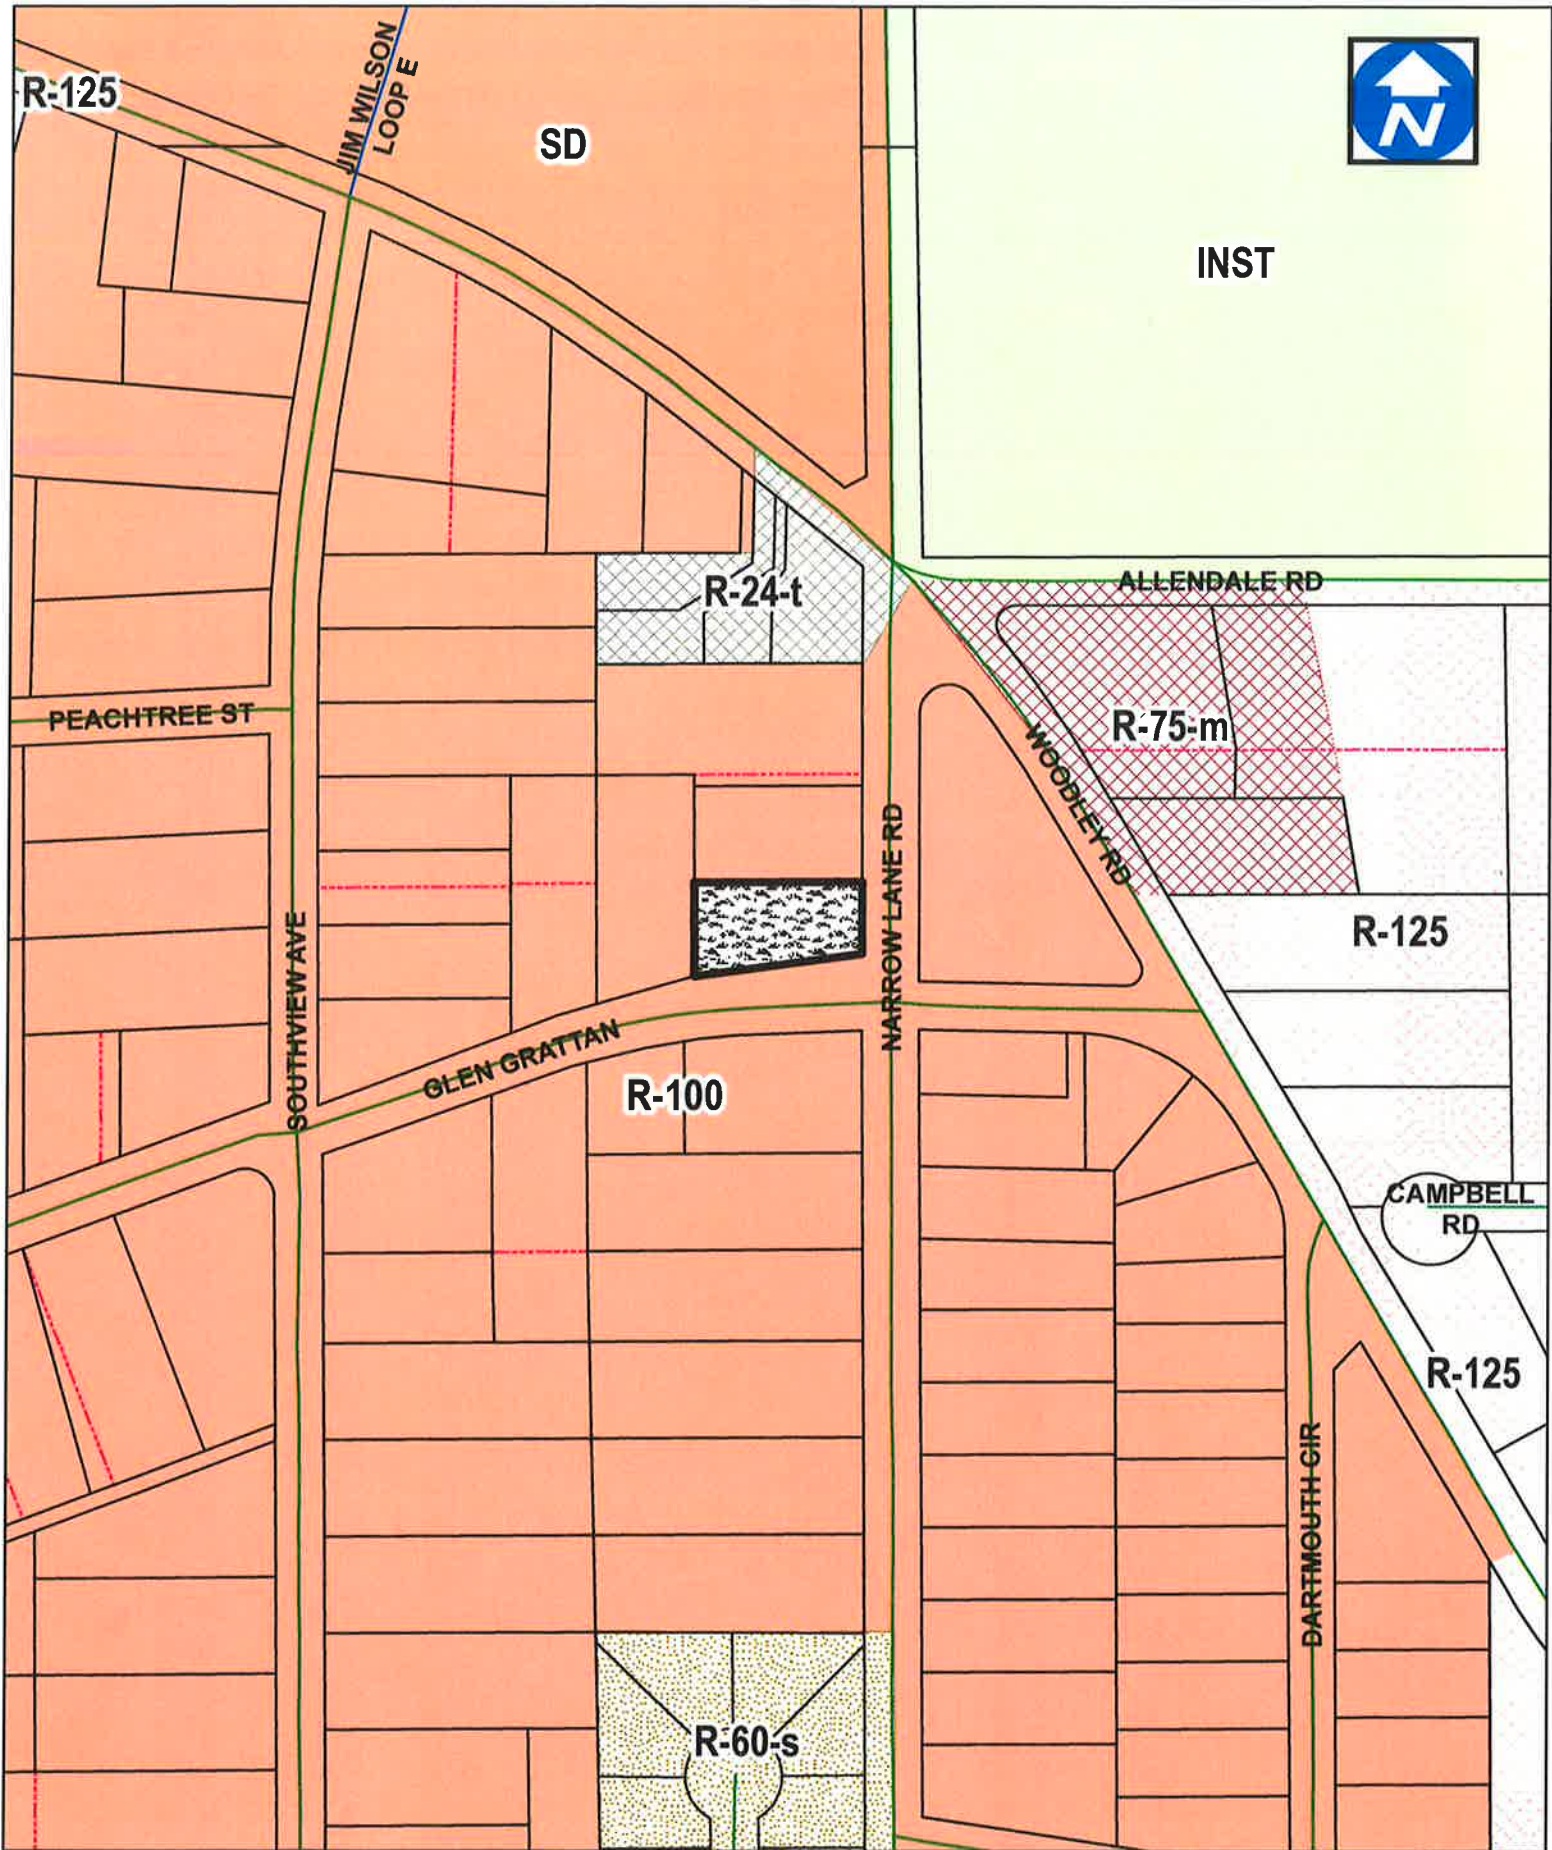 R-125
JIM WILSON
LOOP E
SD
N
INST
R-24-t
ALLENDALE RD
PEACHTREE ST
R-75-m
WOODLEY RD
NARROW LANE RD
R-125
SOUTHVIEW AVE
GLEN GRATTAN
R-100
CAMPBELL
RD
R-125
DARTMOUTH CIR
R-60-s